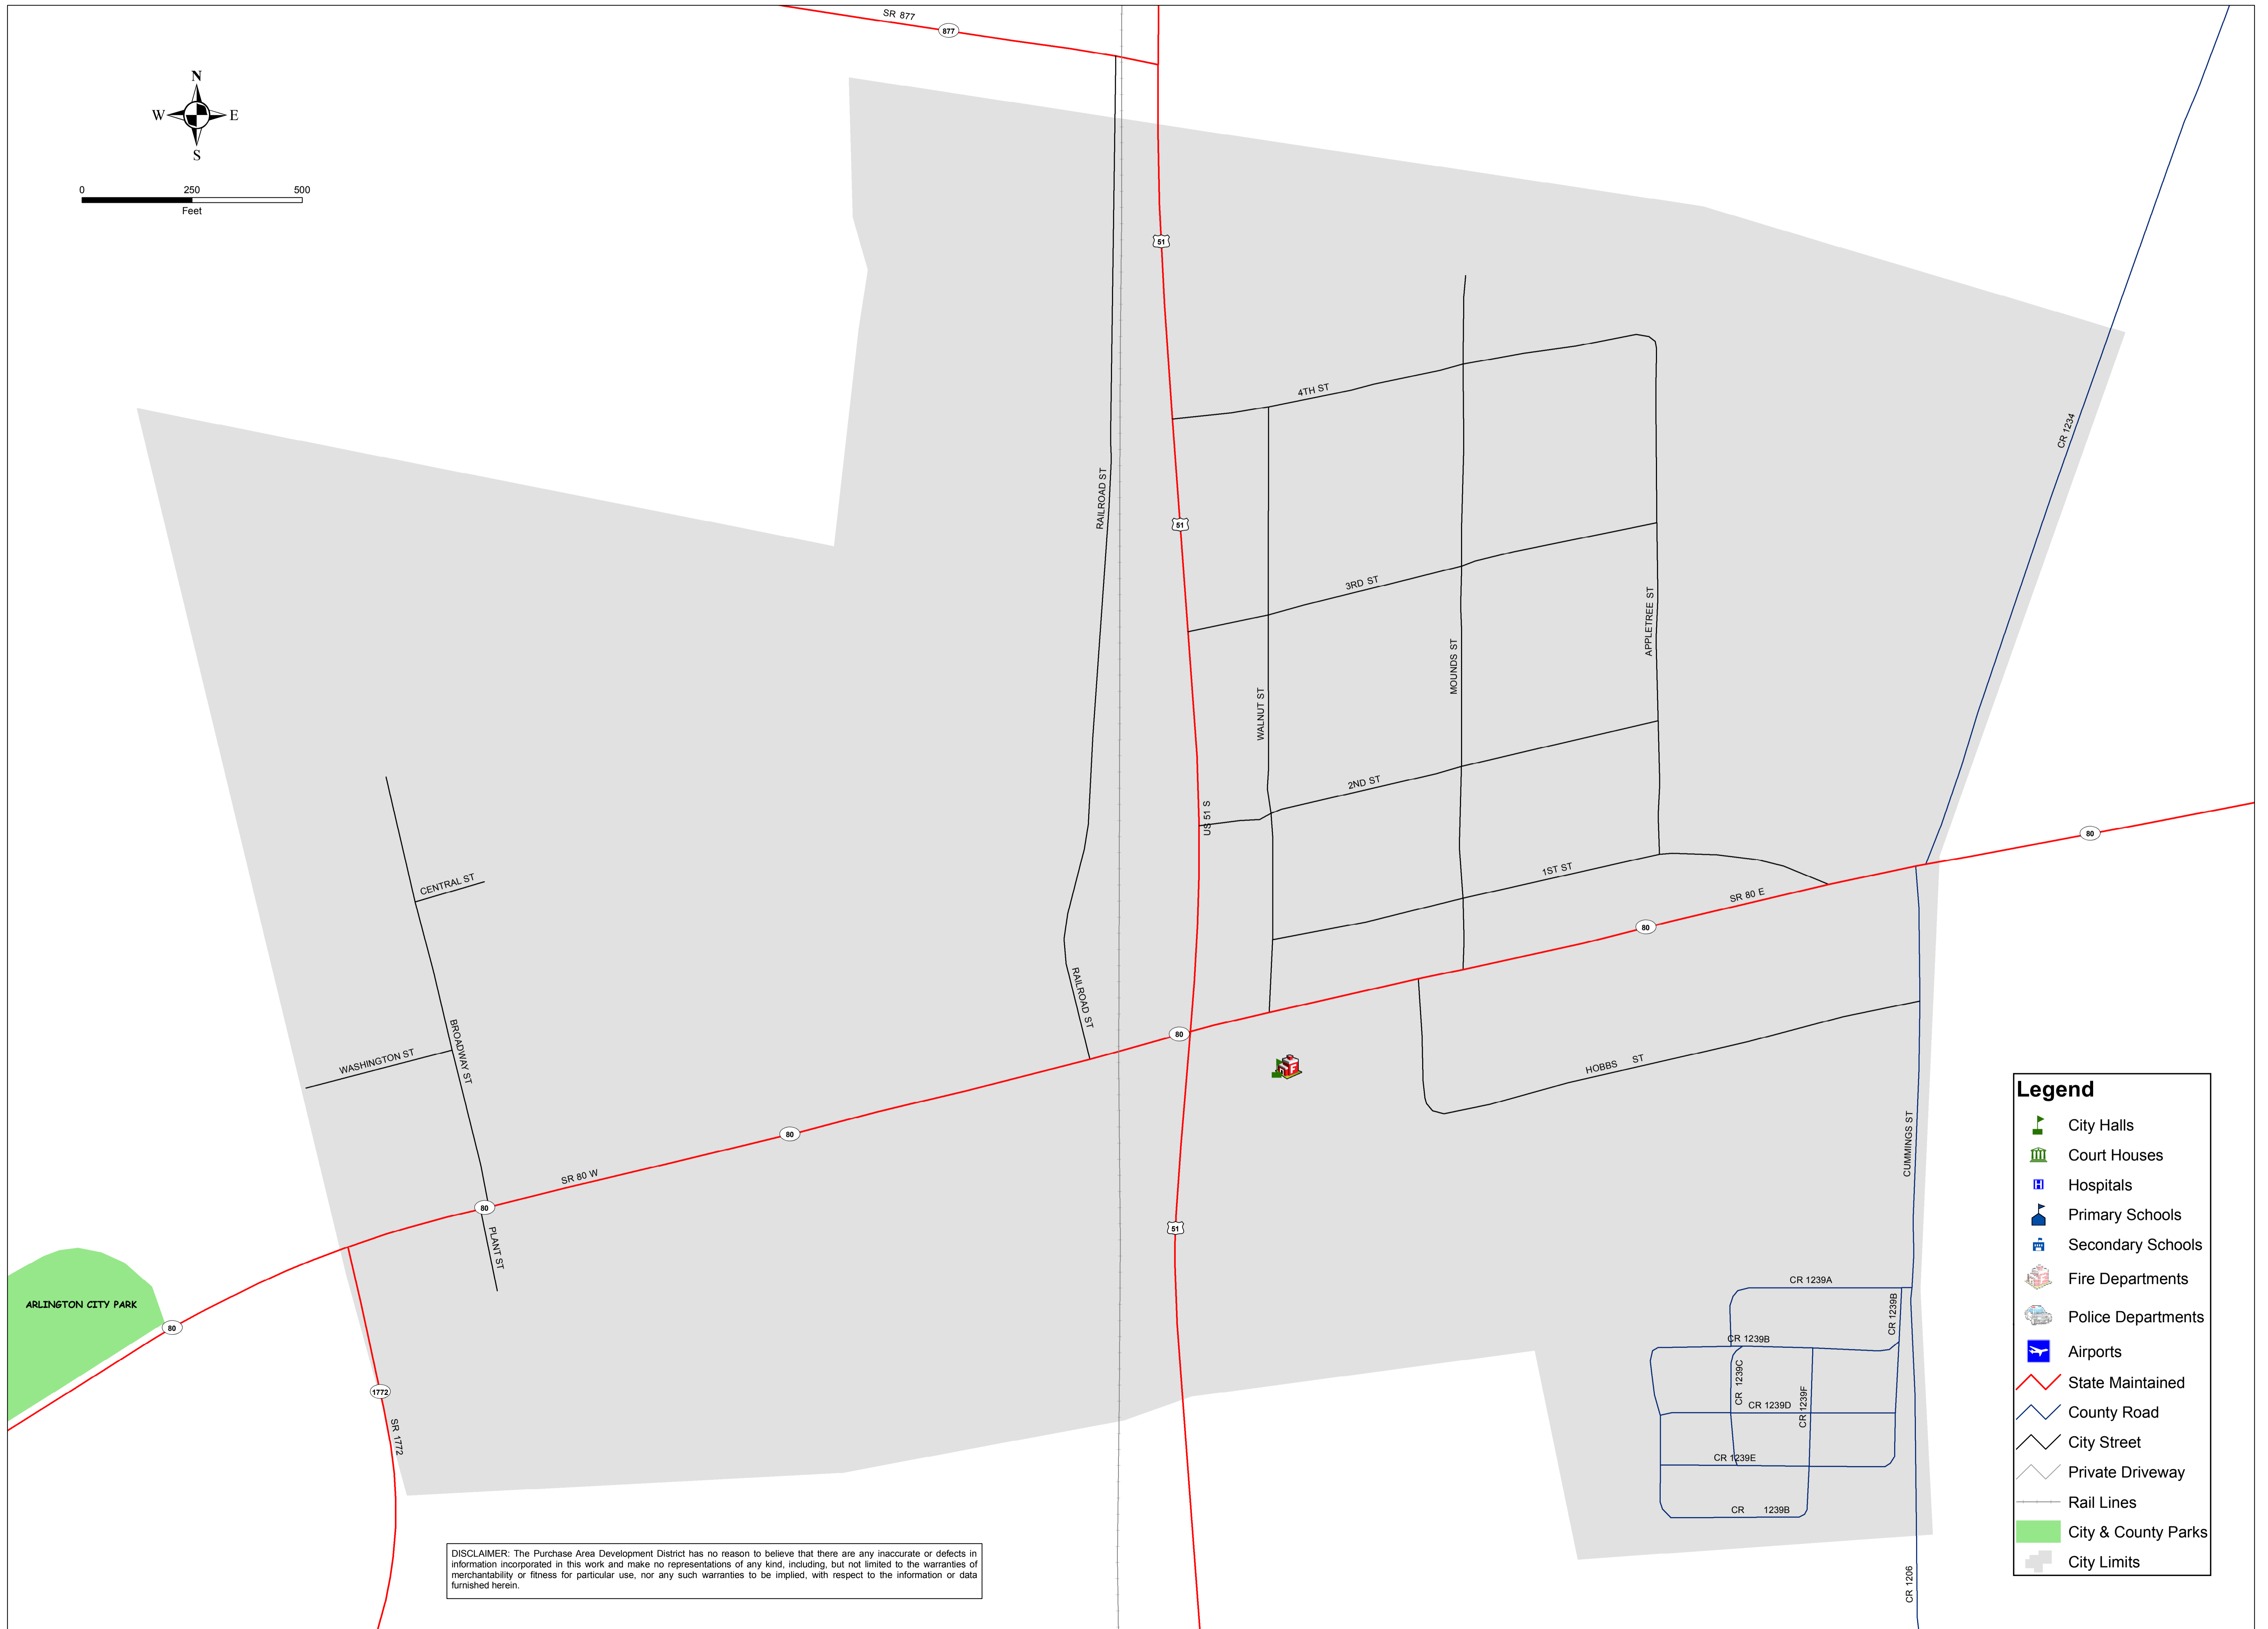 SR 877
877
N
W
E
S
0
250
500
Feet
51
4TH ST
CR 1234
RAILROAD ST
51
3RD ST
APPLETREE ST
MOUNDS ST
WALNUT ST
2ND ST
US 51 S
80
1ST ST
CENTRAL ST
SR 80 E
80
RAILROAD ST
80
BROADWAY ST
WASHINGTON ST
HOBBS ST
CUMMINGS ST
80
SR 80 W
80
PLANT ST
51
ARLINGTON CITY PARK
80
1772
SR 1772
CR 1239A
CR 1239B
CR 1239B
CR 1239C
CR 1239F
CR 1239D
CR 1239E
CR 1239B
CR 1206
Legend
City Halls
Court Houses
H
Hospitals
Primary Schools
Secondary Schools
Fire Departments
Police Departments
Airports
State Maintained
County Road
City Street
Private Driveway
Rail Lines
City & County Parks
City Limits
DISCLAIMER: The Purchase Area Development District has no reason to believe that there are any inaccurate or defects in
information incorporated in this work and make no representations of any kind, including, but not limited to the warranties of
merchantability or fitness for particular use, nor any such warranties to be implied, with respect to the information or data
furnished herein.